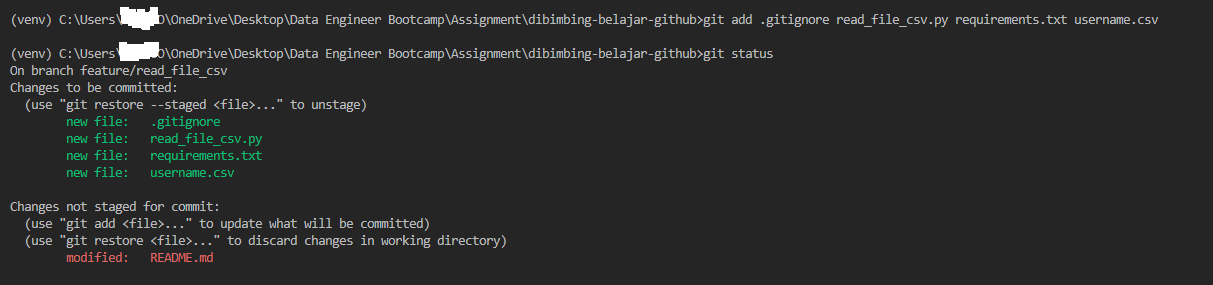 (venv) C:\Users\ O\OneDrive\Desktop\Data Engineer Bootcamp\Assignment\dibimbing-belajar-github>git add .gitignore read_file_csv.py requirements.txt username.csv
(venv) C:\Users\ O\OneDrive\Desktop\Data Engineer Bootcamp\Assignment\dibimbing-belajar-github>git status
On branch feature/read_file_csv
Changes to be committed:
  (use "git restore --staged <file>..." to unstage)
        new file:   .gitignore
        new file:   read_file_csv.py
        new file:   requirements.txt
        new file:   username.csv
Changes not staged for commit:
  (use "git add <file>..." to update what will be committed)
  (use "git restore <file>..." to discard changes in working directory)
        modified:   README.md